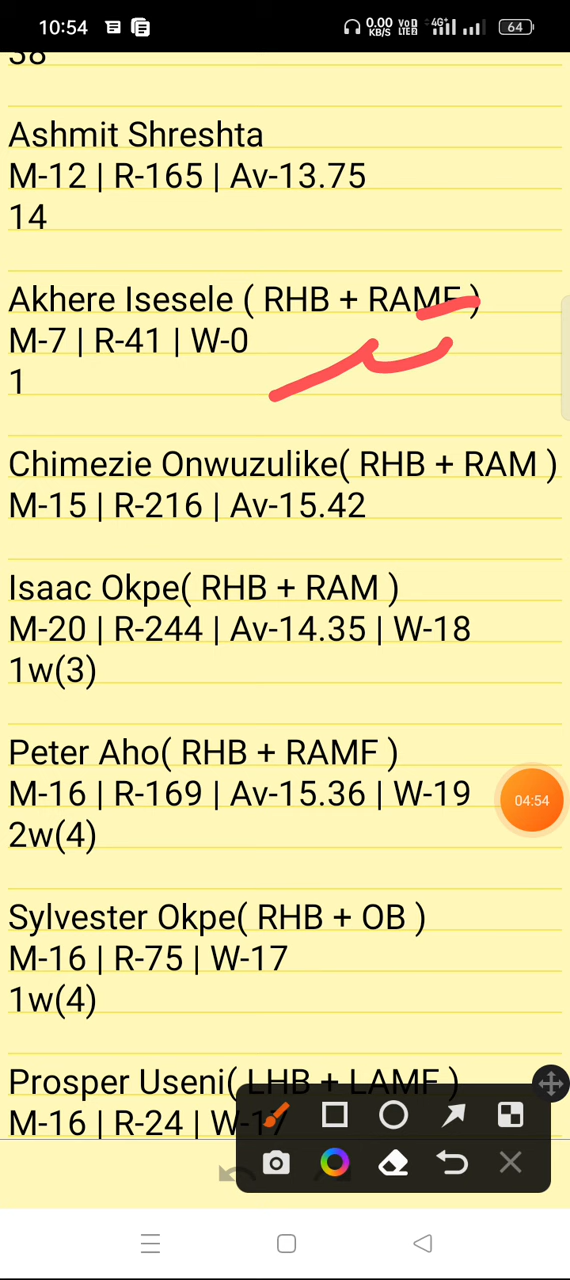 10:54
0.00 KB/S VoD LTE2 4G+ 64
38
Ashmit Shreshta
M-12 | R-165 | Av-13.75
14
Akhere Isesele ( RHB + RAMF )
M-7 | R-41 | W-0
1
Chimezie Onwuzulike( RHB + RAM )
M-15 | R-216 | Av-15.42
Isaac Okpe( RHB + RAM )
M-20 | R-244 | Av-14.35 | W-18
1w(3)
Peter Aho( RHB + RAMF )
M-16 | R-169 | Av-15.36 | W-19
04:54
2w(4)
Sylvester Okpe( RHB + OB )
M-16 | R-75 | W-17
1w(4)
Prosper Useni( LHB + LAMF )
M-16 | R-24 | W-17